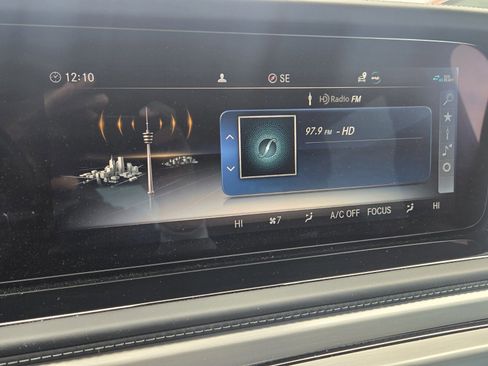 12:10
SE
HD Radio FM
97.9 FM - HD
HI 7 A/C OFF FOCUS HI